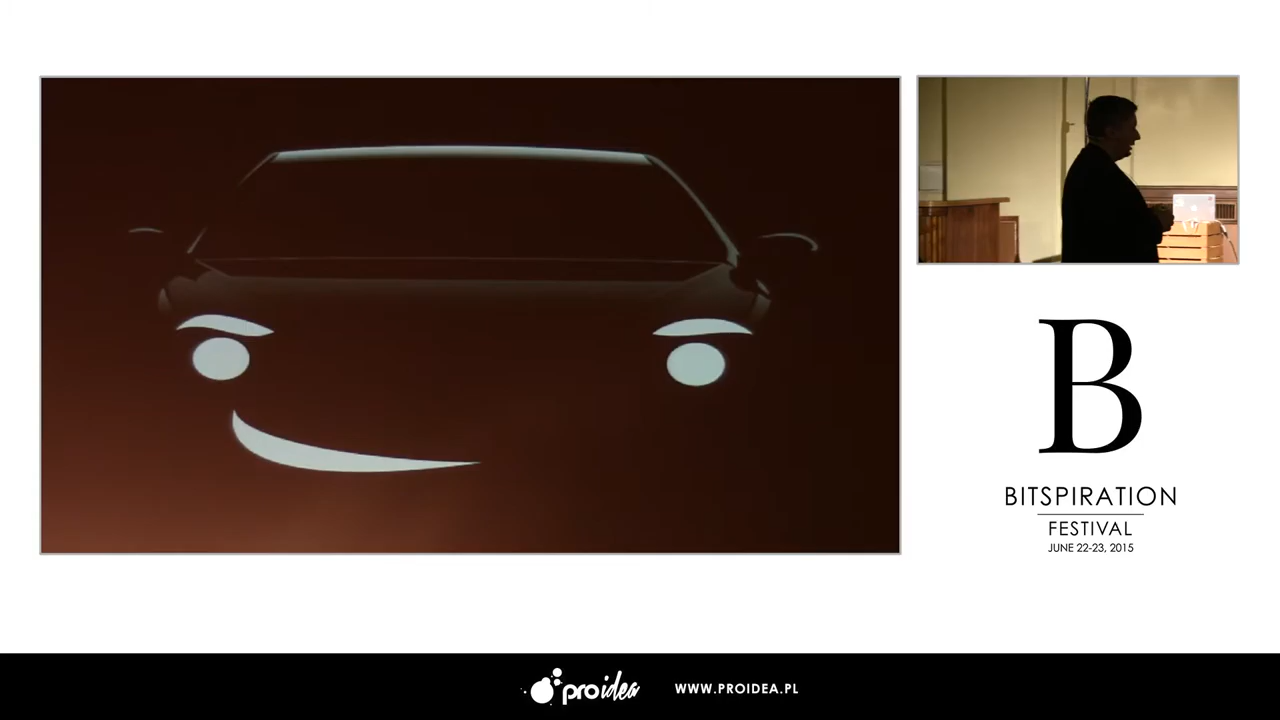 B
BITSPIRATION
FESTIVAL
JUNE 22-23, 2015
proidea
WWW.PROIDEA.PL